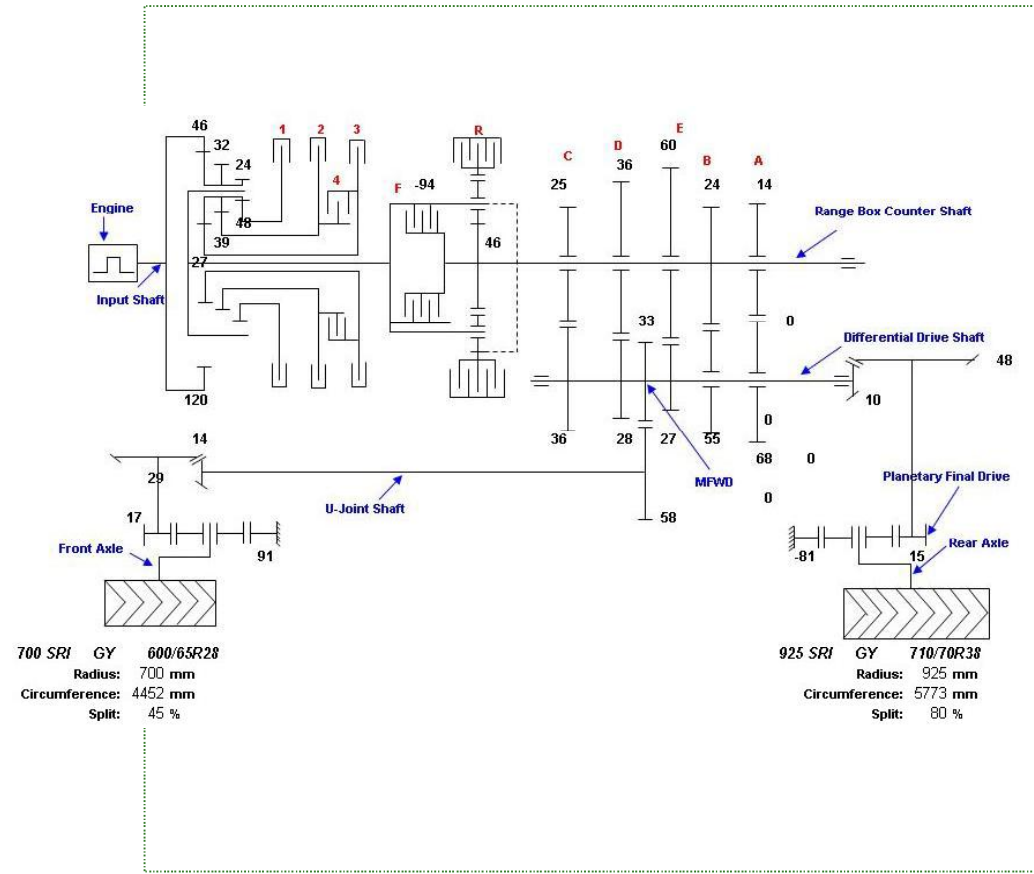 46
1
2
3
R
E
32
D
60
C
36
B
A
24
4
F
-94
25
24
14
Engine
48
Range Box Counter Shaft
39
46
27
Input Shaft
33
0
Differential Drive Shaft
48
120
10
14
36
28
27
55
0
29
68
0
U-Joint Shaft
MFWD
Planetary Final Drive
17
58
0
Front Axle
91
-81
15
Rear Axle
700 SRI GY 600/65R28
Radius: 700 mm
Circumference: 4452 mm
Split: 45 %
925 SRI GY 710/70R38
Radius: 925 mm
Circumference: 5773 mm
Split: 80 %